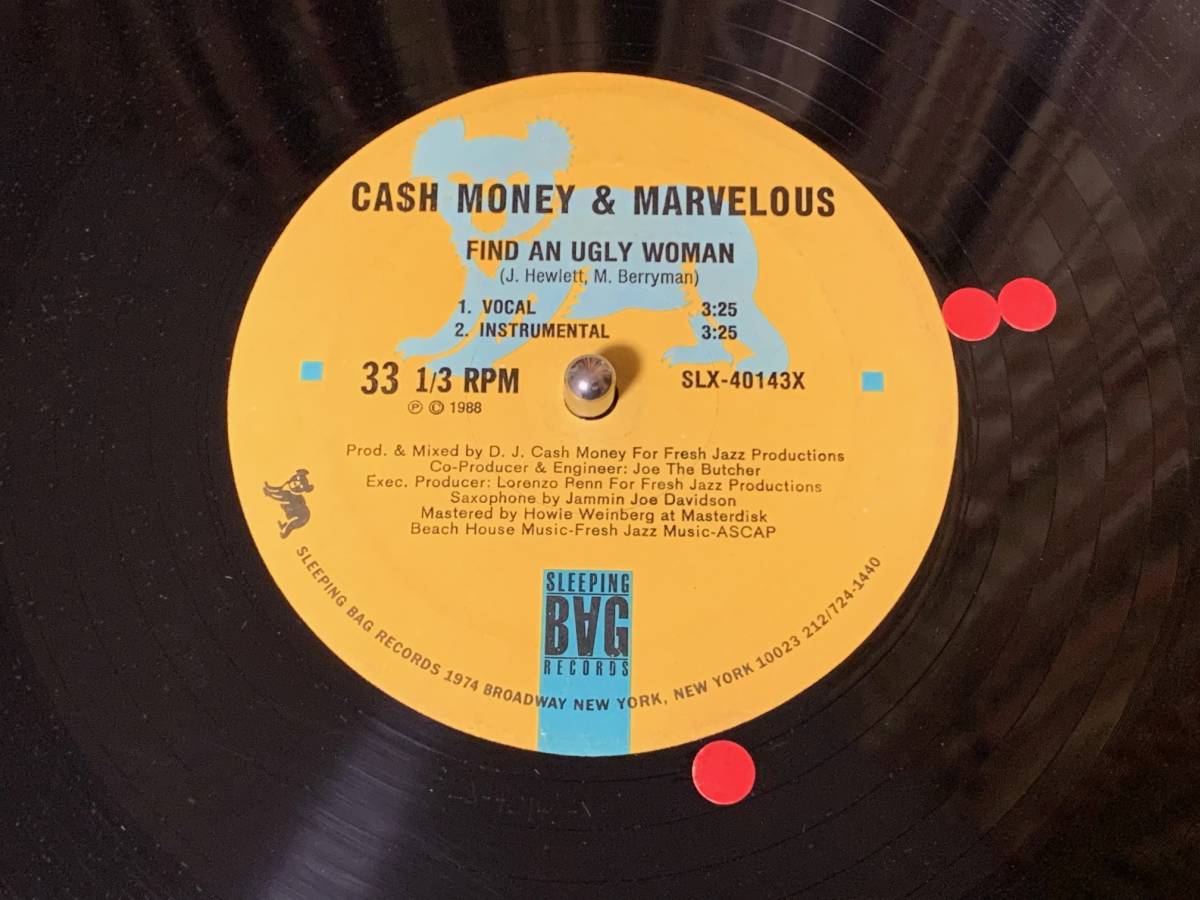 CA$H MONEY & MARVELOUS
FIND AN UGLY WOMAN
(J. Hewlett, M. Berryman)
1. VOCAL 3:25
2. INSTRUMENTAL 3:25
33 1/3 RPM
SLX-40143X
℗ © 1988
Prod. & Mixed by D. J. Cash Money For Fresh Jazz Productions
Co-Producer & Engineer: Joe The Butcher
Exec. Producer: Lorenzo Penn For Fresh Jazz Productions
Saxophone by Jammin Joe Davidson
Mastered by Howie Weinberg at Masterdisk
Beach House Music-Fresh Jazz Music-ASCAP
SLEEPING
BAG
RECORDS
SLEEPING BAG RECORDS 1974 BROADWAY NEW YORK, NEW YORK 10023 212/724-1440